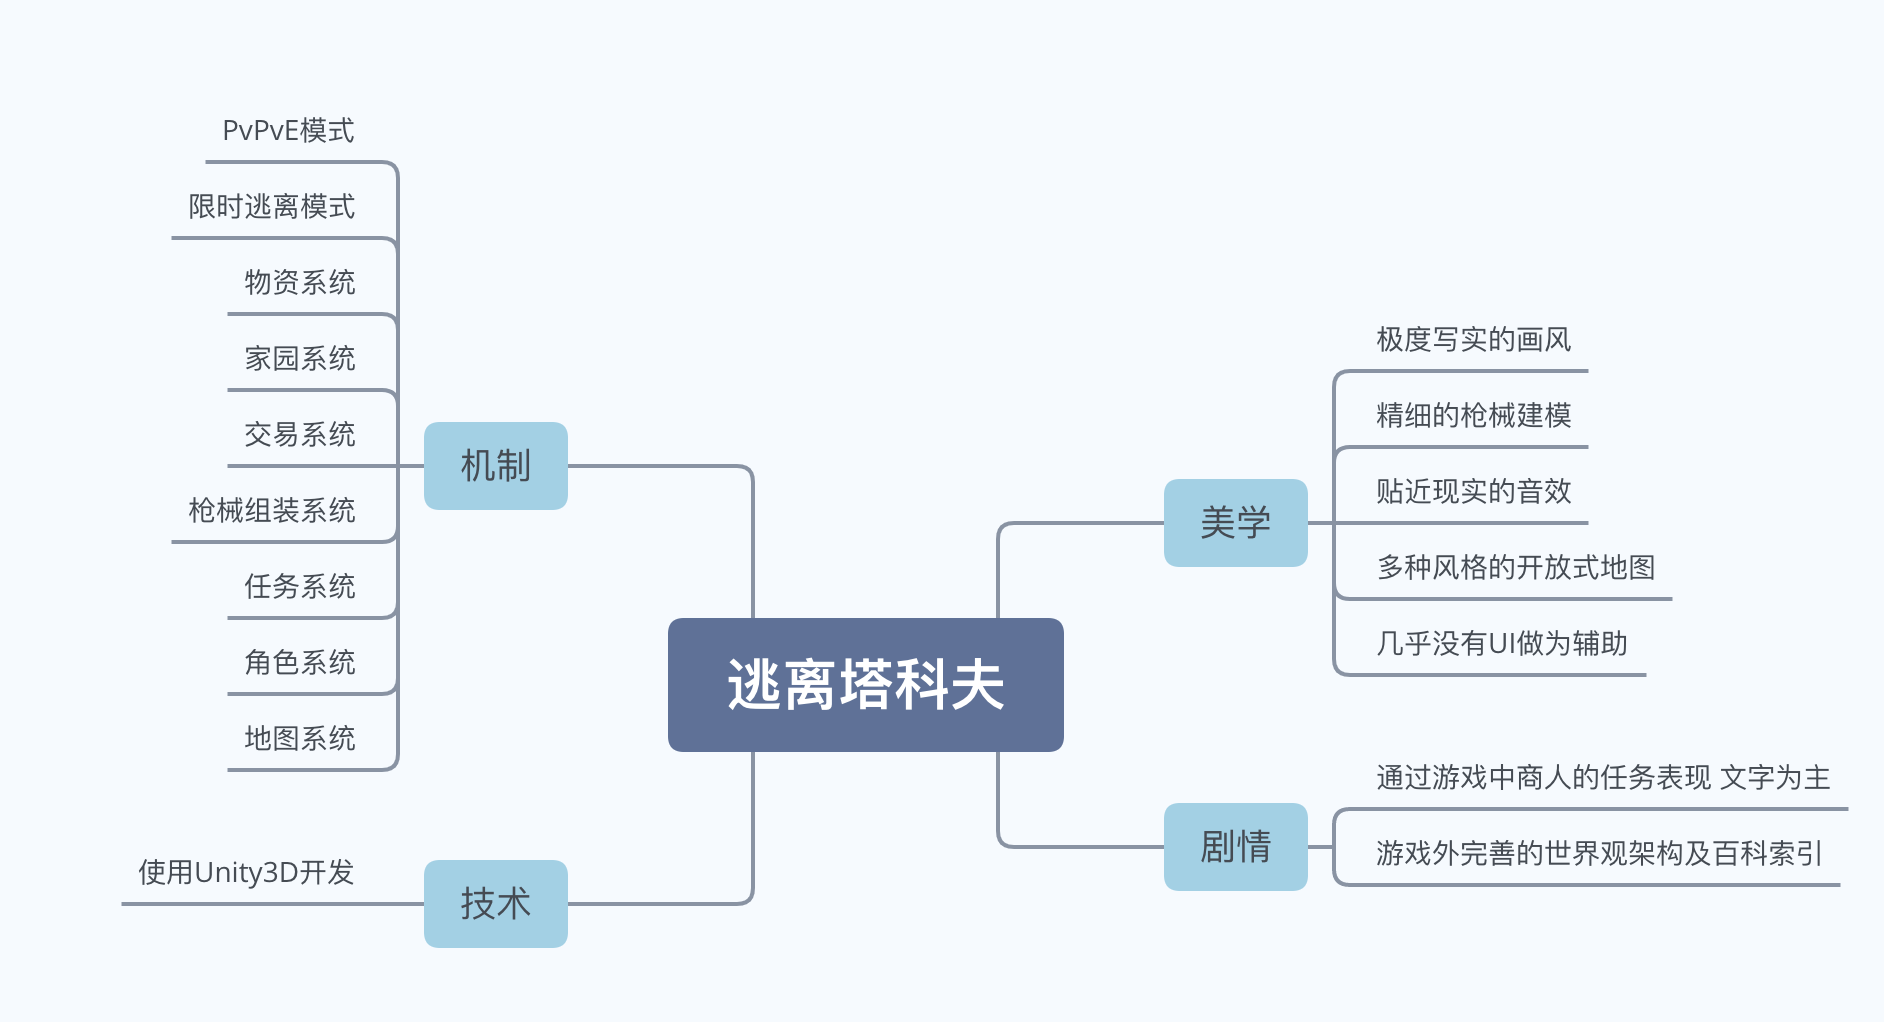 逃离塔科夫
机制
PvPvE模式
限时逃离模式
物资系统
家园系统
交易系统
枪械组装系统
任务系统
角色系统
地图系统
技术
使用Unity3D开发
美学
极度写实的画风
精细的枪械建模
贴近现实的音效
多种风格的开放式地图
几乎没有UI做为辅助
剧情
通过游戏中商人的任务表现 文字为主
游戏外完善的世界观架构及百科索引